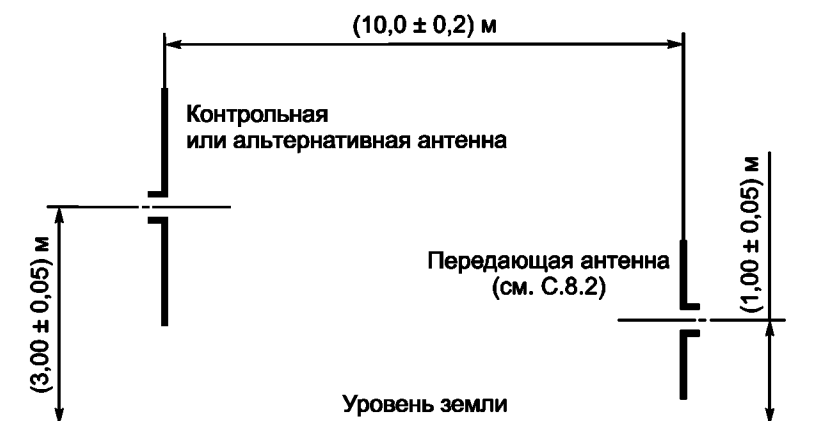 (10,0 ± 0,2) м
Контрольная
или альтернативная антенна
(3,00 ± 0,05) м
(1,00 ± 0,05) м
Передающая антенна
(см. С.8.2)
Уровень земли